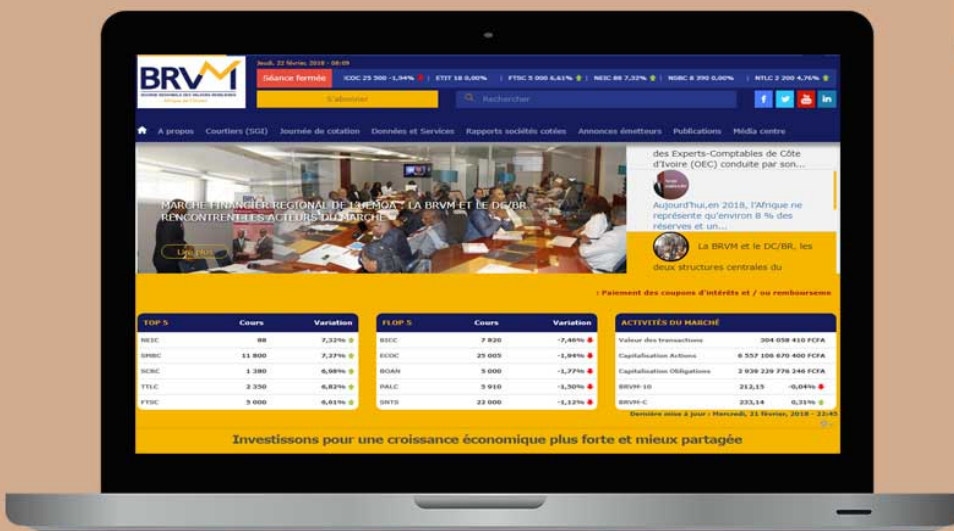 Jeudi, 22 février, 2018 - 08:09
BRVM
BOURSE REGIONALE DES VALEURS MOBILIERES
Afrique de l'Ouest
Séance fermée
ICOC 25 300 -1,94% | ETIT 18 0,00% | FTSC 5 000 6,61% | NEIC 88 7,32% | NSBC 8 390 0,00% | NTLC 2 200 4,76%
S'abonner
Rechercher
A propos Courtiers (SGI) Journée de cotation Données et Services Rapports sociétés cotées Annonces émetteurs Publications Média centre
MARCHE FINANCIER REGIONAL DE L'UEMOA : LA BRVM ET LE DC/BR
RENCONTRENT LES ACTEURS DU MARCHE
Lire plus
des Experts-Comptables de Côte
d'Ivoire (OEC) conduite par son...
Aujourd'hui,en 2018, l'Afrique ne
représente qu'environ 8 % des
réserves et un...
La BRVM et le DC/BR, les
deux structures centrales du
: Paiement des coupons d'intérêts et / ou rembourseme
TOP 5 Cours Variation
NEIC 88 7,32%
SMBC 11 800 7,27%
SCRC 1 380 6,98%
TTLC 2 350 6,82%
FTSC 5 000 6,61%
FLOP 5 Cours Variation
BICC 7 820 -7,46%
ECOC 25 005 -1,94%
BOAN 5 000 -1,77%
PALC 5 910 -1,50%
SNTS 22 000 -1,12%
ACTIVITÉS DU MARCHÉ
Valeur des transactions 304 058 410 FCFA
Capitalisation Actions 6 557 106 670 400 FCFA
Capitalisation Obligations 2 939 229 776 246 FCFA
BRVM-10 212,15 -0,04%
BRVM-C 233,14 0,31%
Dernière mise à jour : Mercredi, 21 février, 2018 - 22:45
Investissons pour une croissance économique plus forte et mieux partagée